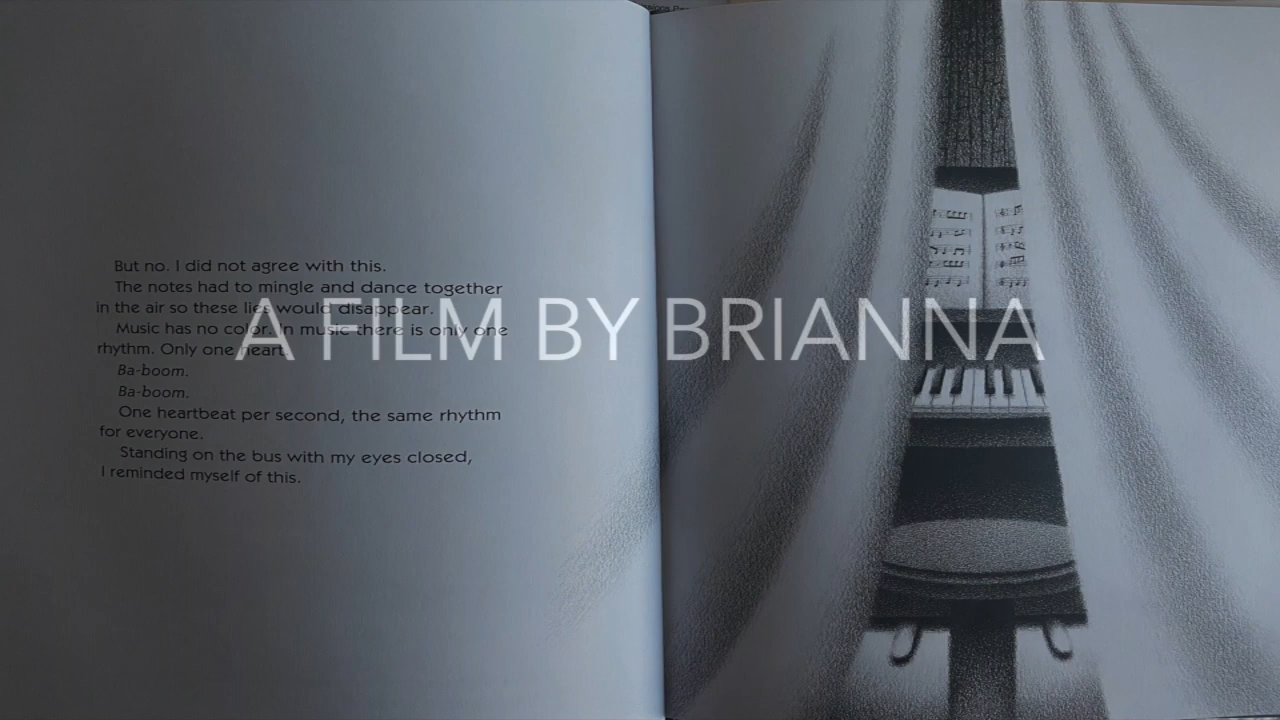 But no. I did not agree with this.
The notes had to mingle and dance together
in the air so these lies would disappear.
Music has no color. In music there is only one
rhythm. Only one heart.
Ba-boom.
Ba-boom.
One heartbeat per second, the same rhythm
for everyone.
Standing on the bus with my eyes closed,
I reminded myself of this.
A FILM BY BRIANNA